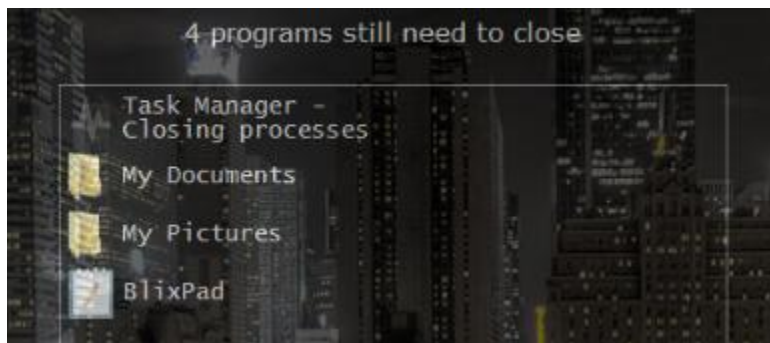 4 programs still need to close
Task Manager –
Closing processes
My Documents
My Pictures
BlixPad